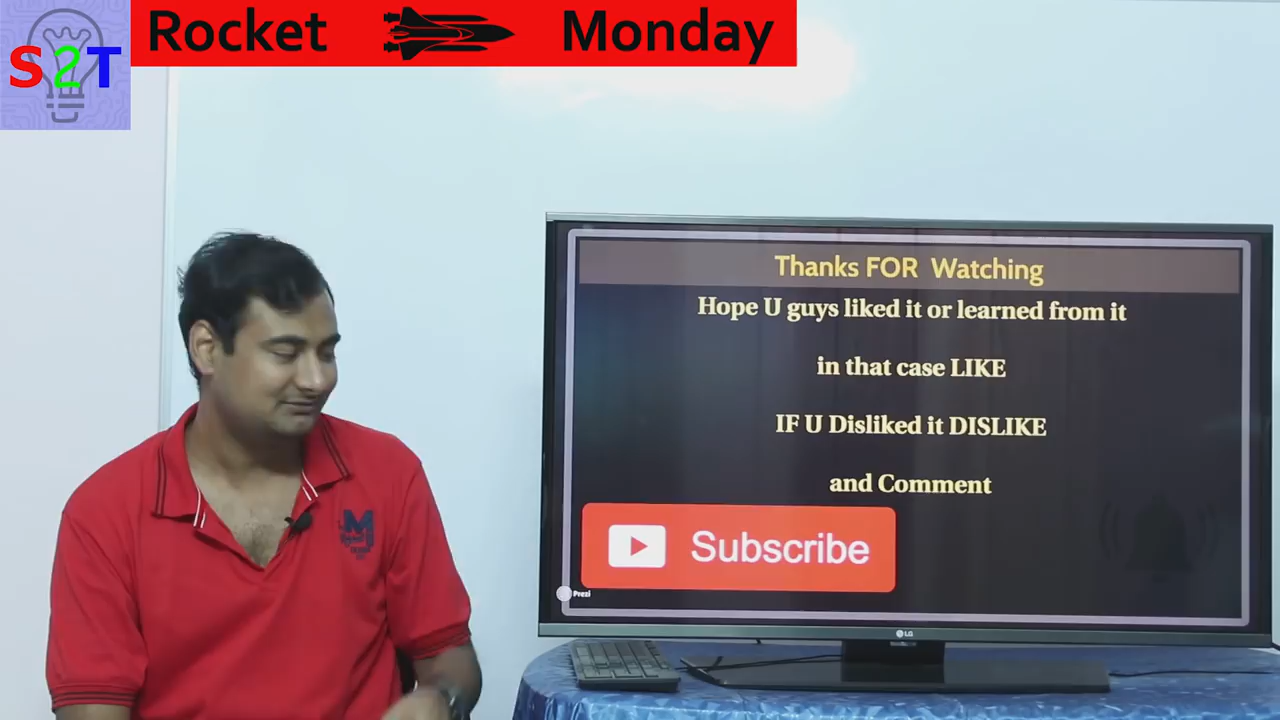 S2T
Rocket Monday
Thanks FOR Watching
Hope U guys liked it or learned from it
in that case LIKE
IF U Disliked it DISLIKE
and Comment
Subscribe
Prezi
LG